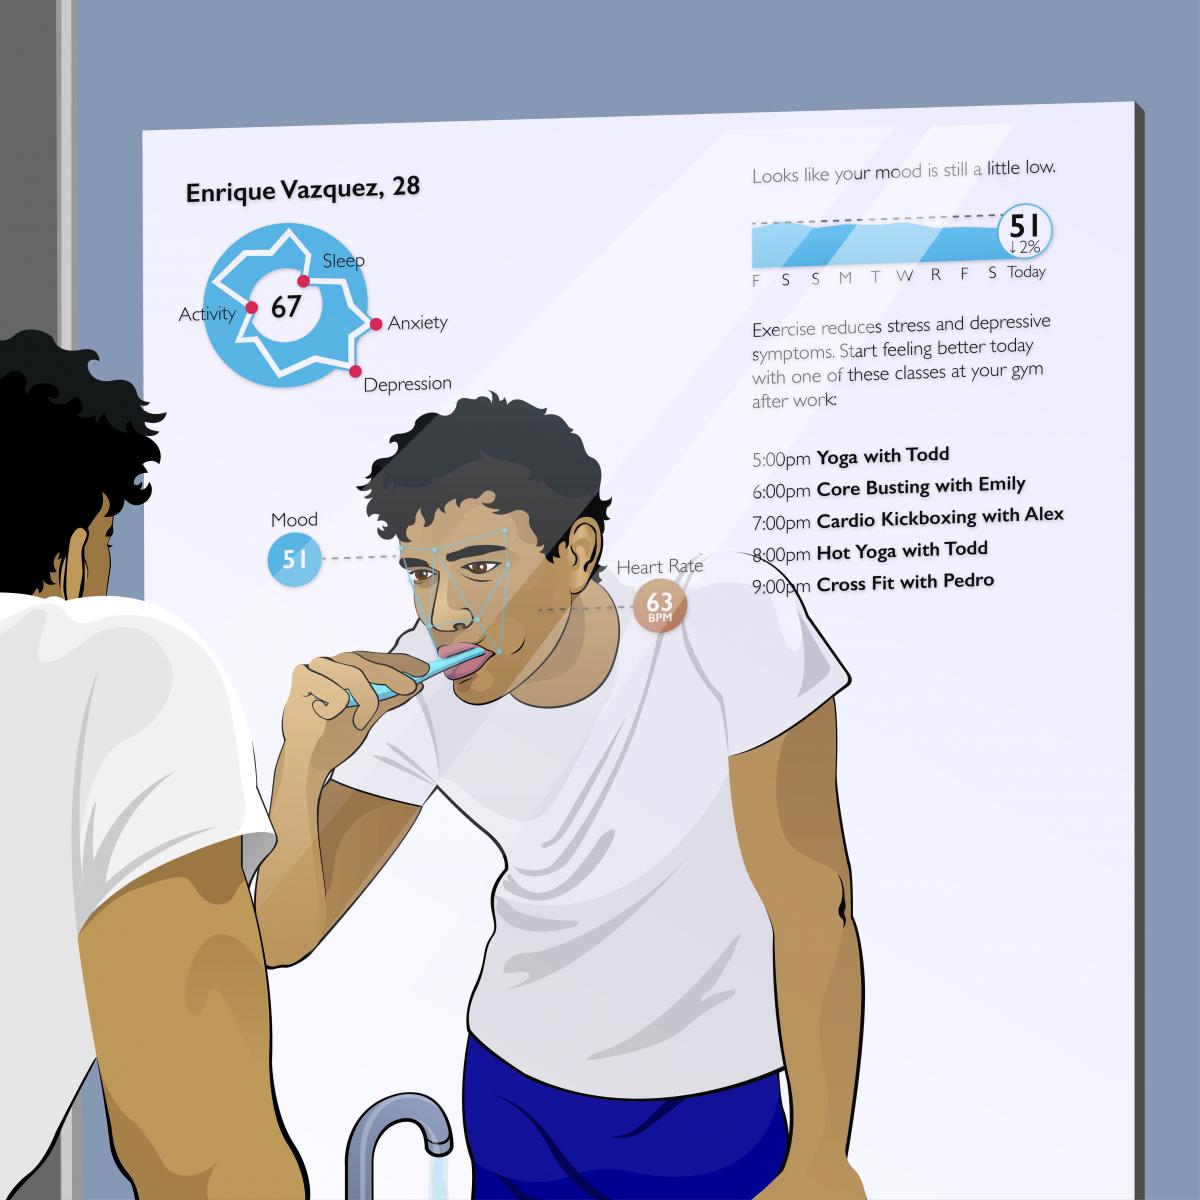 Enrique Vazquez, 28
Sleep
Activity
67
Anxiety
Depression
Looks like your mood is still a little low.
51
↓2%
F S S M T W R F S Today
Exercise reduces stress and depressive
symptoms. Start feeling better today
with one of these classes at your gym
after work:
5:00pm Yoga with Todd
6:00pm Core Busting with Emily
7:00pm Cardio Kickboxing with Alex
8:00pm Hot Yoga with Todd
9:00pm Cross Fit with Pedro
Mood
51
Heart Rate
63
BPM